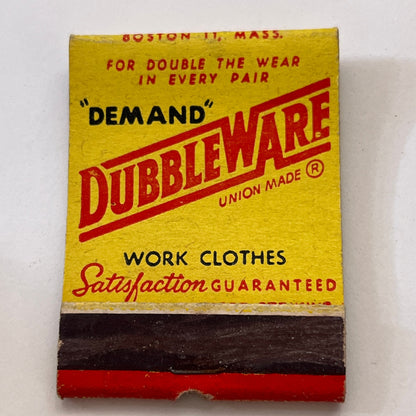 BOSTON 11, MASS.
FOR DOUBLE THE WEAR
IN EVERY PAIR
"DEMAND"
DUBBLEWARE
UNION MADE ®
WORK CLOTHES
Satisfaction GUARANTEED